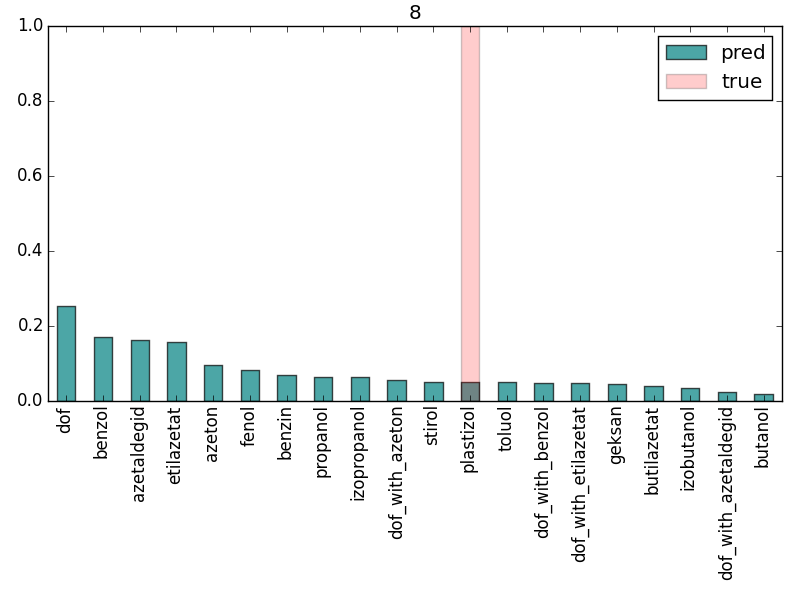 8
1.0
0.8
0.6
0.4
0.2
0.0
pred
true
dof
benzol
azetaldegid
etilazetat
azeton
fenol
benzin
propanol
izopropanol
dof_with_azeton
stirol
plastizol
toluol
dof_with_benzol
dof_with_etilazetat
geksan
butilazetat
izobutanol
dof_with_azetaldegid
butanol